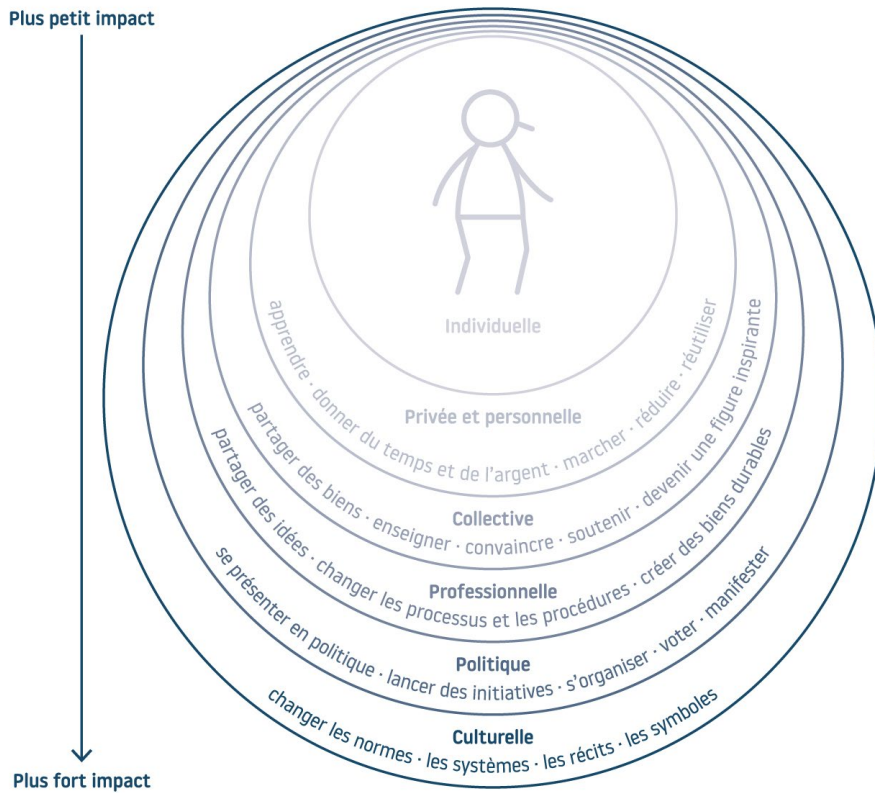 Plus petit impact
Individuelle
Privée et personnelle
apprendre · donner du temps et de l'argent · marcher · réduire · réutiliser
Collective
partager des biens · enseigner · convaincre · soutenir · devenir une figure inspirante
Professionnelle
partager des idées · changer les processus et les procédures · créer des biens durables
Politique
se présenter en politique · lancer des initiatives · s'organiser · voter · manifester
Culturelle
changer les normes · les systèmes · les récits · les symboles
Plus fort impact